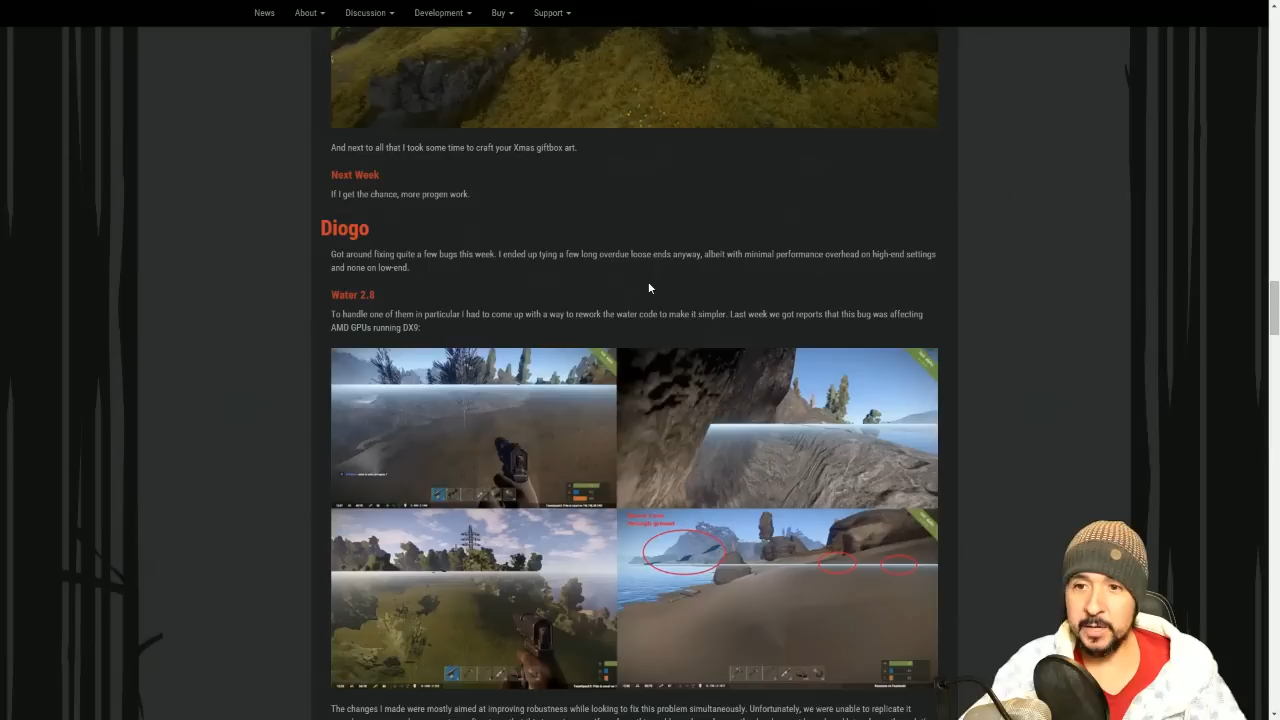 News
About
Discussion
Development
Buy
Support
And next to all that I took some time to craft your Xmas giftbox art.
Next Week
If I get the chance, more progen work.
Diogo
Got around fixing quite a few bugs this week. I ended up tying a few long overdue loose ends anyway, albeit with minimal performance overhead on high-end settings
and none on low-end.
Water 2.8
To handle one of them in particular I had to come up with a way to rework the water code to make it simpler. Last week we got reports that this bug was affecting
AMD GPUs running DX9:
through ground
The changes I made were mostly aimed at improving robustness while looking to fix this problem simultaneously. Unfortunately, we were unable to replicate it